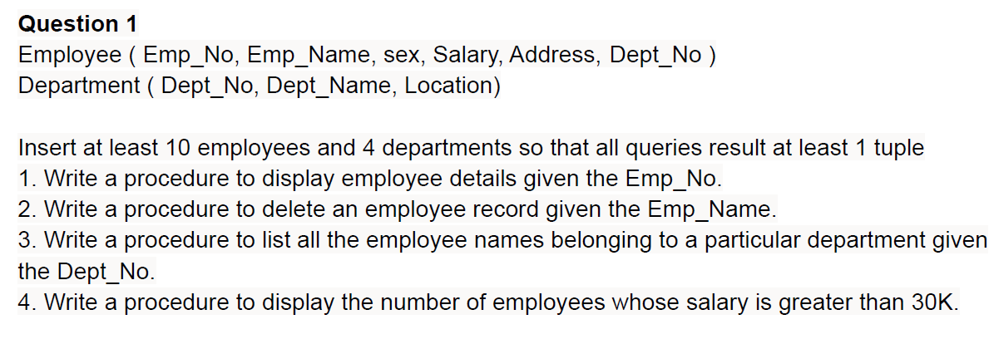 Question 1
Employee ( Emp_No, Emp_Name, sex, Salary, Address, Dept_No )
Department ( Dept_No, Dept_Name, Location)
Insert at least 10 employees and 4 departments so that all queries result at least 1 tuple
1. Write a procedure to display employee details given the Emp_No.
2. Write a procedure to delete an employee record given the Emp_Name.
3. Write a procedure to list all the employee names belonging to a particular department given
the Dept_No.
4. Write a procedure to display the number of employees whose salary is greater than 30K.